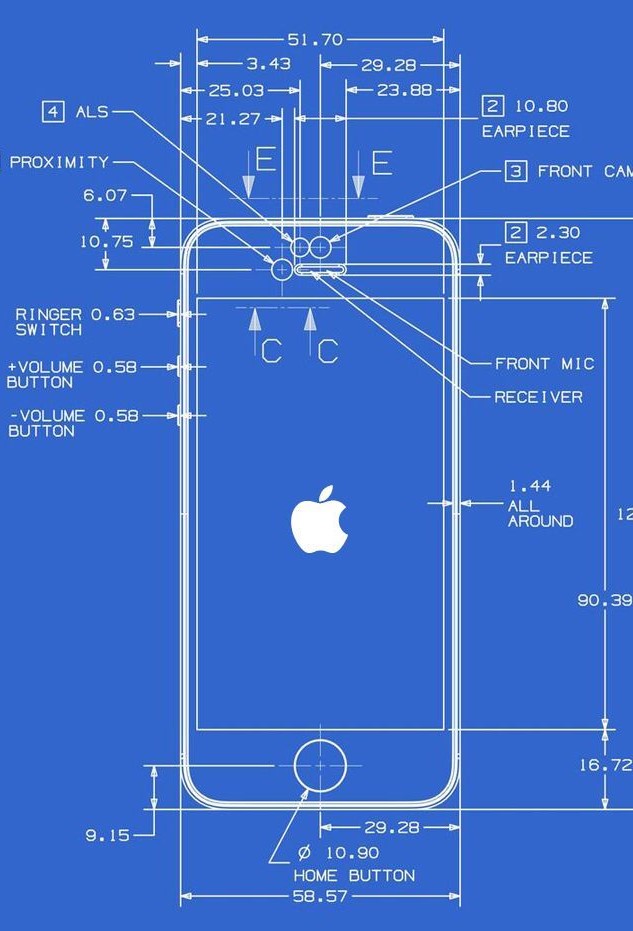 51.70
3.43
29.28
25.03
23.88
4 ALS
21.27
2 10.80
EARPIECE
PROXIMITY
E
E
3 FRONT CAM
6.07
10.75
2 2.30
EARPIECE
RINGER 0.63
SWITCH
C
C
+VOLUME 0.58
BUTTON
FRONT MIC
RECEIVER
-VOLUME 0.58
BUTTON
1.44
ALL
AROUND
12
90.39
16.72
9.15
29.28
Ø 10.90
HOME BUTTON
58.57